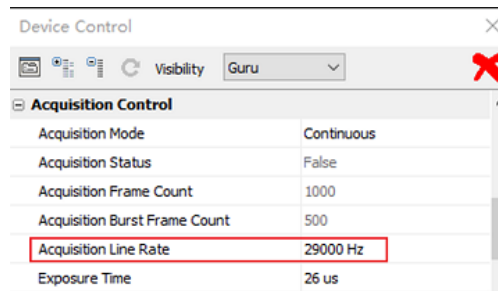 Device Control
Visibility Guru
Acquisition Control
Acquisition Mode Continuous
Acquisition Status False
Acquisition Frame Count 1000
Acquisition Burst Frame Count 500
Acquisition Line Rate 29000 Hz
Exposure Time 26 us